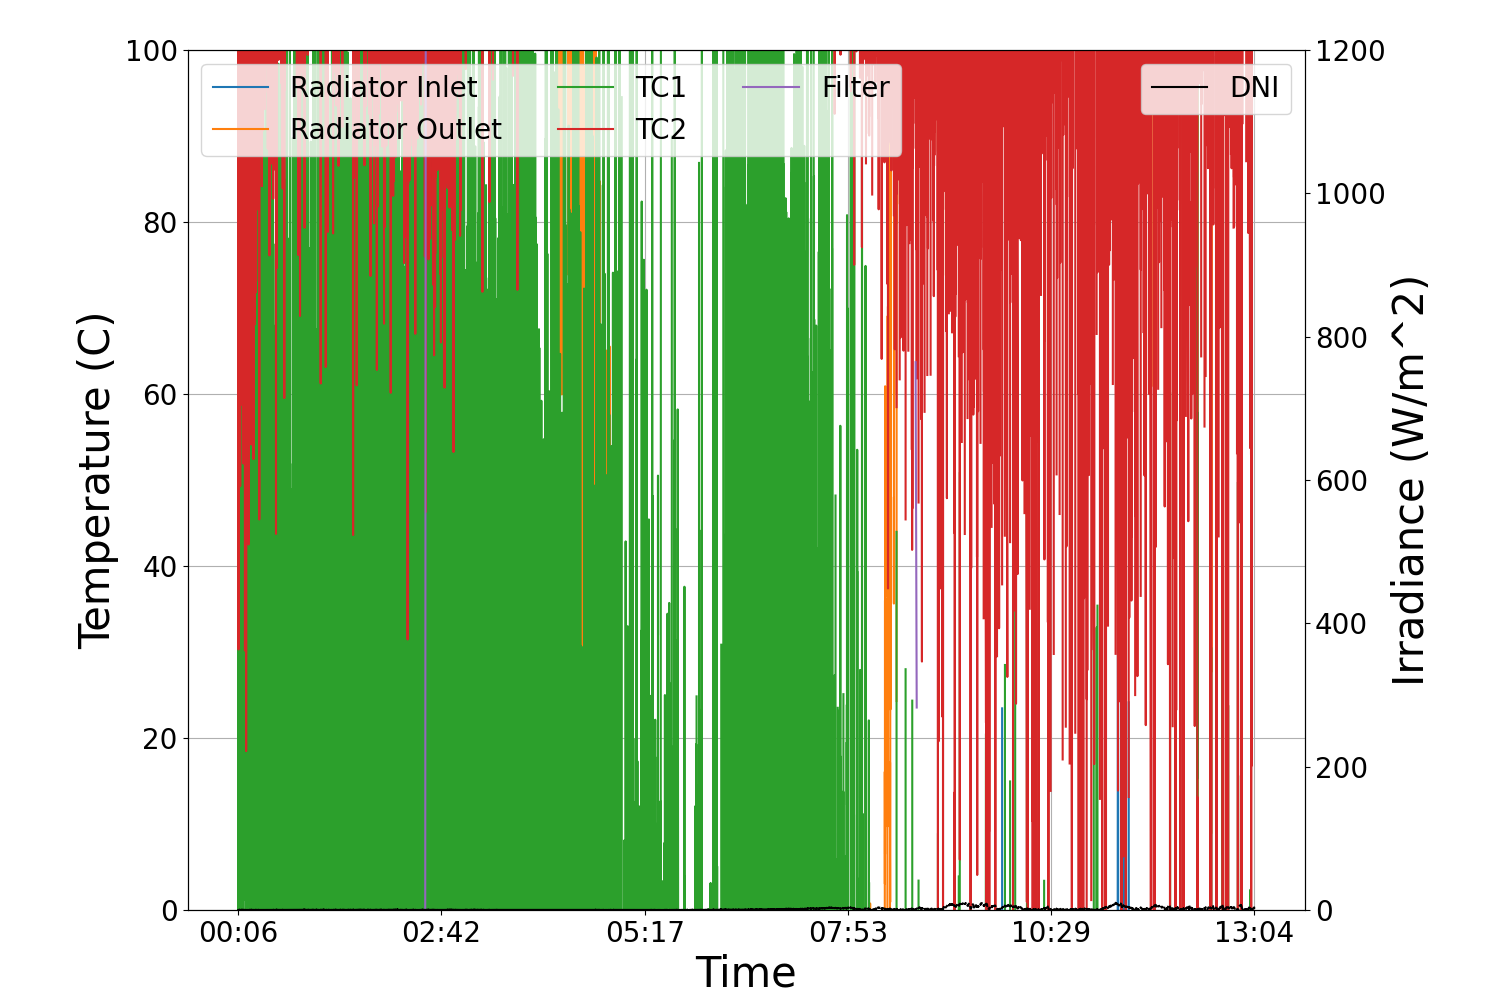 100
80
60
40
20
0
Temperature (C)
Radiator Inlet
Radiator Outlet
TC1
TC2
Filter
DNI
1200
1000
800
600
400
200
0
Irradiance (W/m^2)
00:06
02:42
05:17
07:53
10:29
13:04
Time